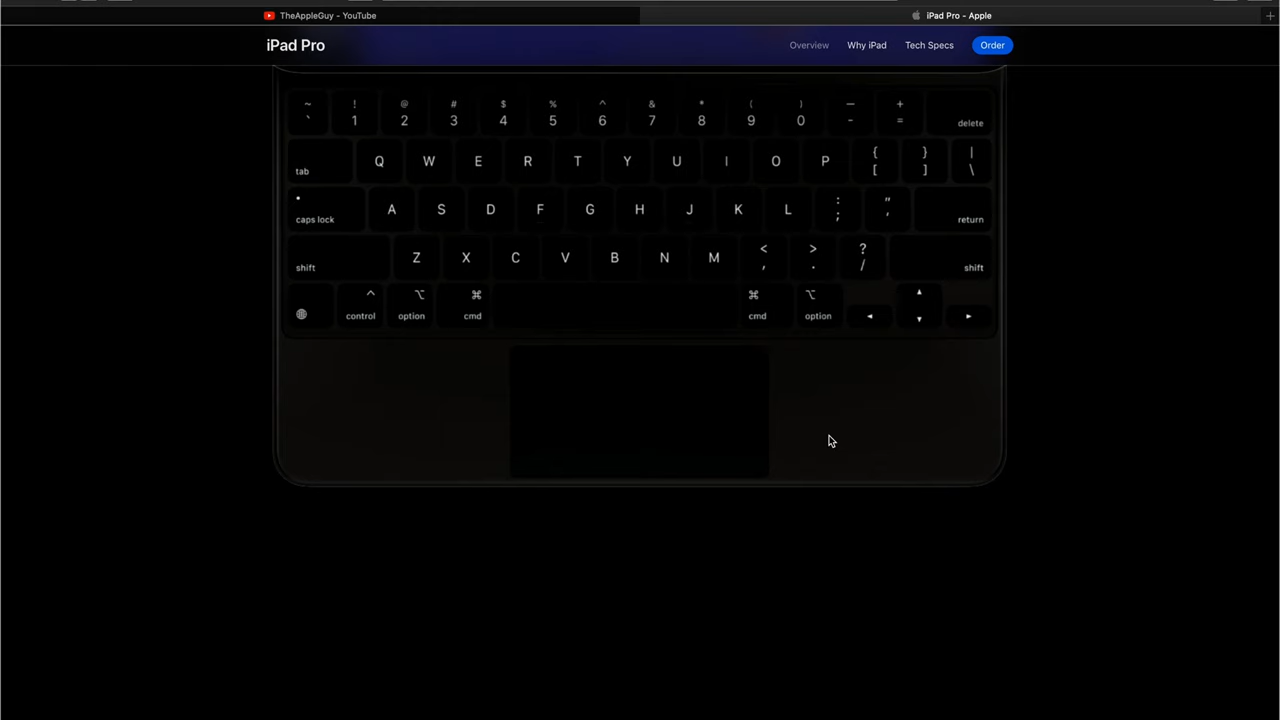 TheAppleGuy - YouTube
iPad Pro - Apple
iPad Pro
Overview
Why iPad
Tech Specs
Order
~ ! @ # $ % ^ & * ( ) — +
` 1 2 3 4 5 6 7 8 9 0 - = delete
tab Q W E R T Y U I O P { [ } ] | \
caps lock A S D F G H J K L : ; " ' return
shift Z X C V B N M < , > . ? / shift
^ ⌥ ⌘ ⌘ ⌥ ▲
control option cmd cmd option ◄ ▼ ►